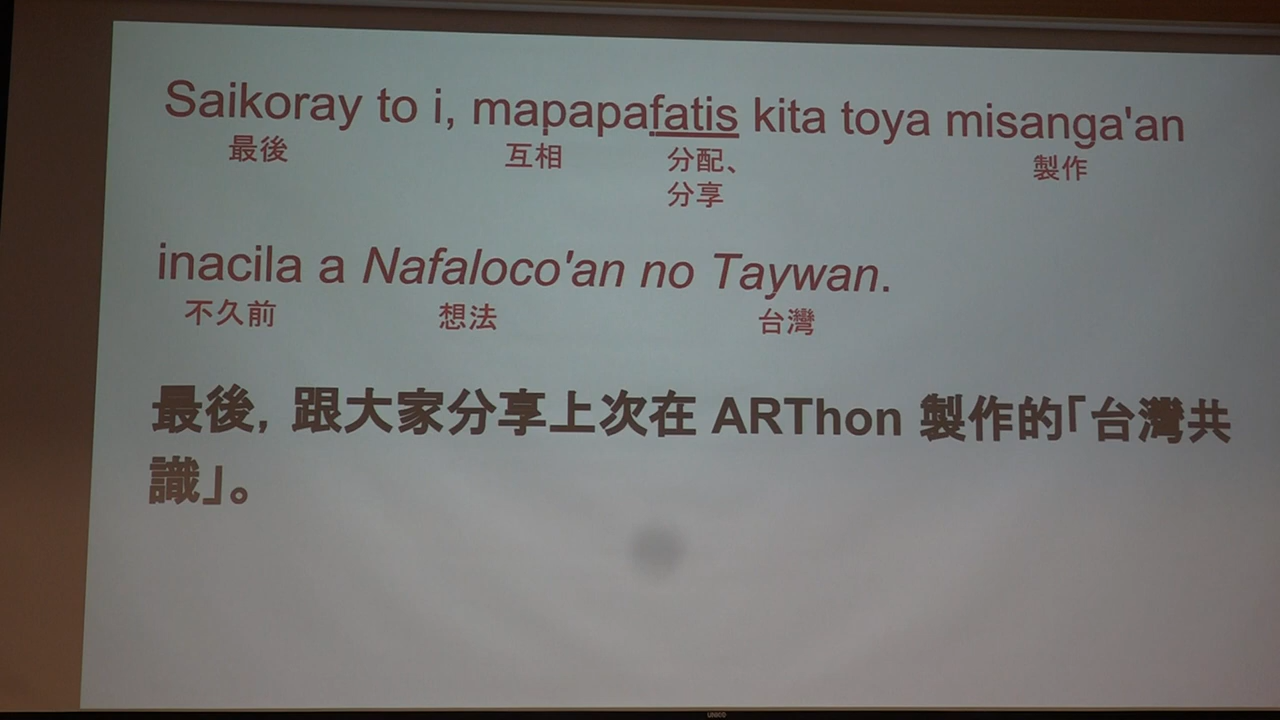 Saikoray to i, mapapafatis kita toya misanga'an
最後 互相 分配、 製作
分享
inacila a Nafaloco'an no Taywan.
不久前 想法 台灣
最後，跟大家分享上次在 ARThon 製作的「台灣共
識」。